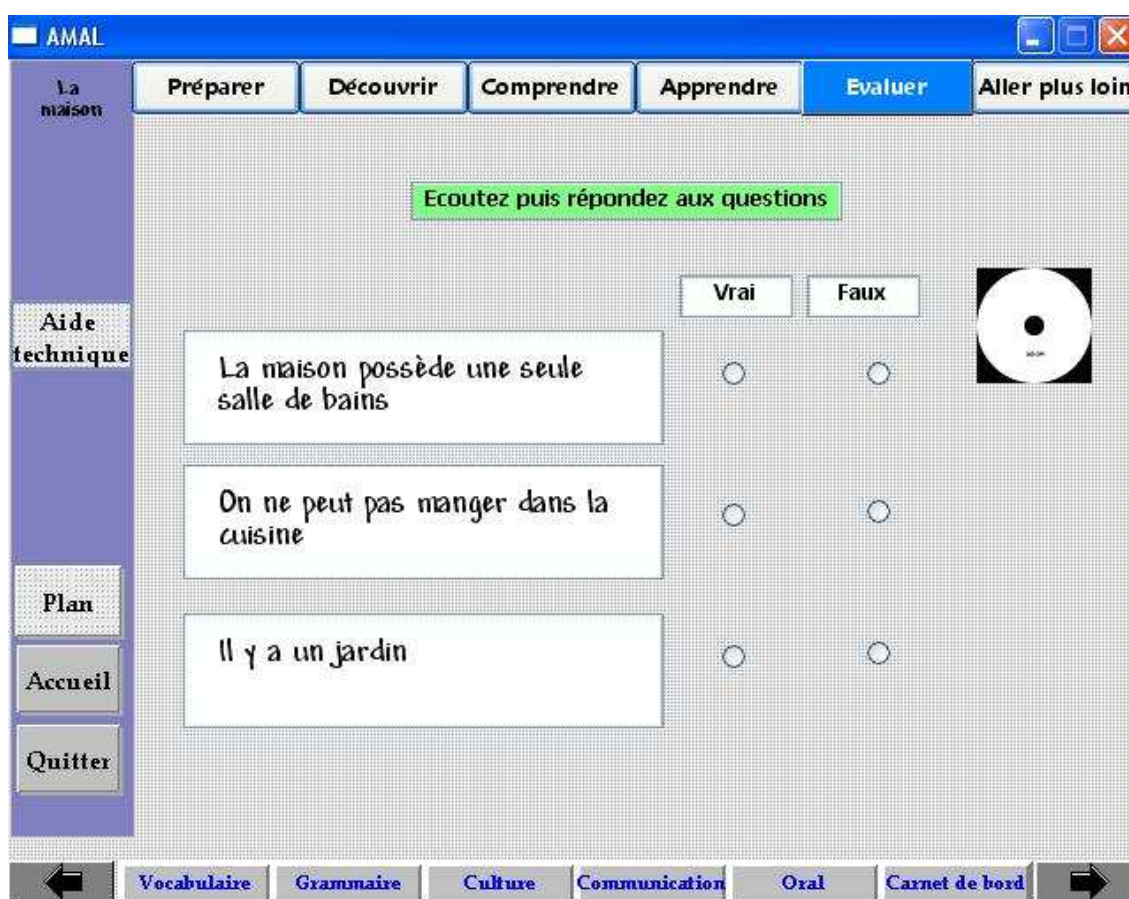 AMAL
La
maison
Préparer Découvrir Comprendre Apprendre Evaluer Aller plus loin
Ecoutez puis répondez aux questions
Vrai Faux
Aide
technique
La maison possède une seule
salle de bains
On ne peut pas manger dans la
cuisine
Il y a un jardin
Plan
Accueil
Quitter
Vocabulaire Grammaire Culture Communication Oral Carnet de bord